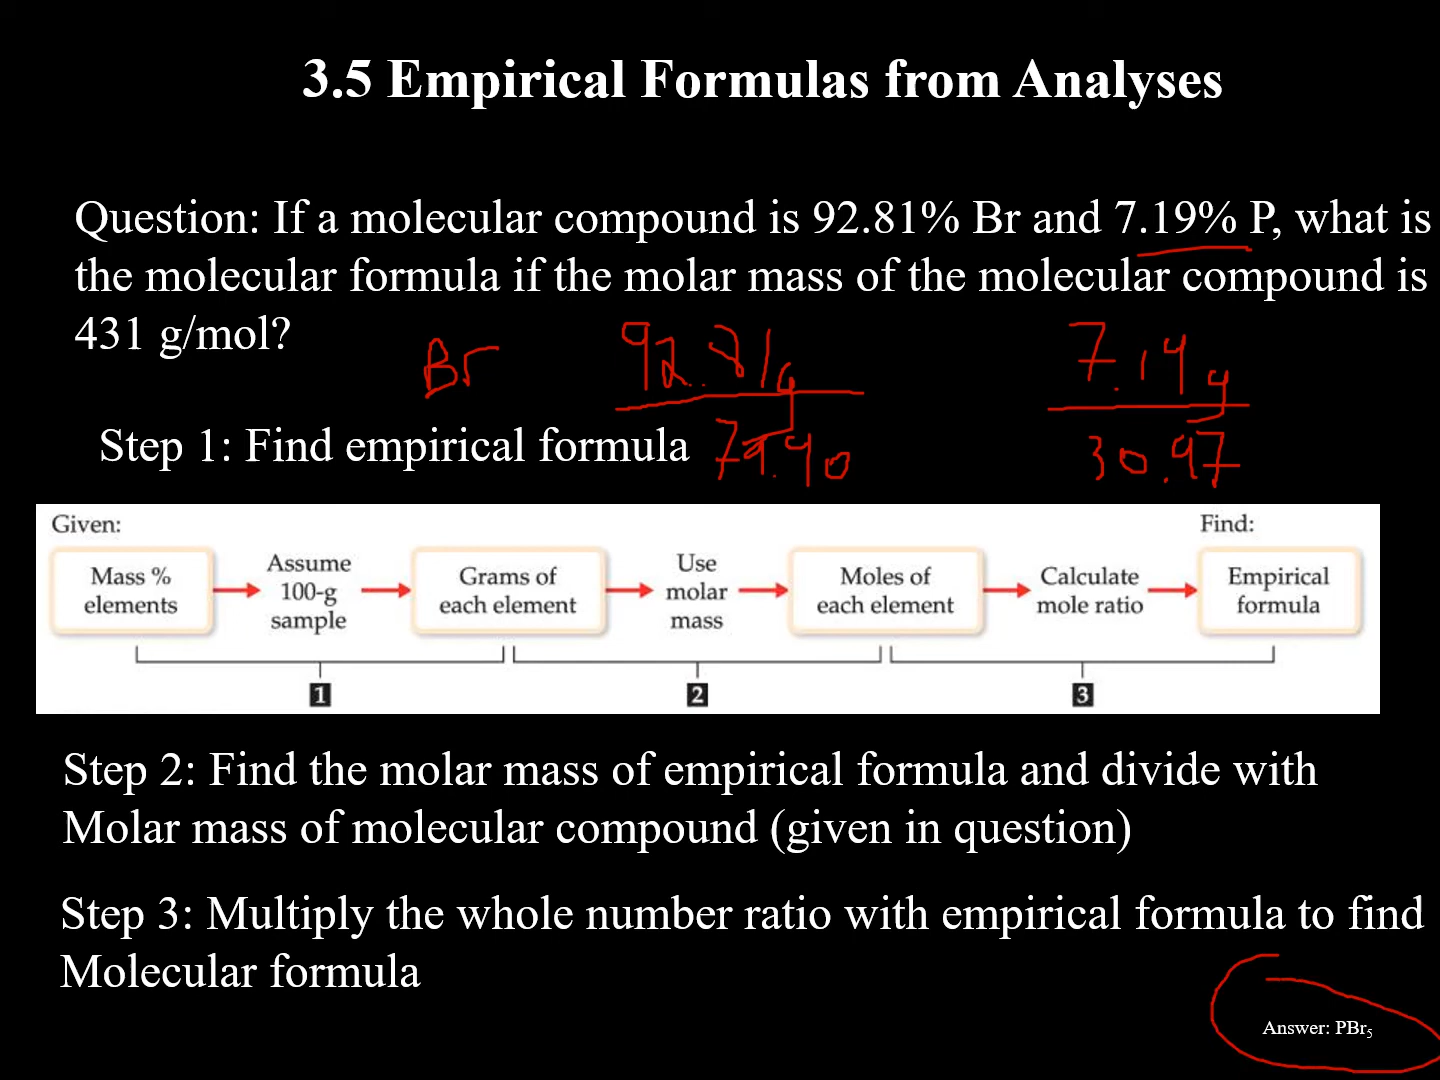 3.5 Empirical Formulas from Analyses
Question: If a molecular compound is 92.81% Br and 7.19% P, what is
the molecular formula if the molar mass of the molecular compound is
431 g/mol?
Br 92.81g 7.19g
Step 1: Find empirical formula 79.90 30.97
Given: Find:
Mass %
elements
Assume
100-g
sample
Grams of
each element
Use
molar
mass
Moles of
each element
Calculate
mole ratio
Empirical
formula
1 2 3
Step 2: Find the molar mass of empirical formula and divide with
Molar mass of molecular compound (given in question)
Step 3: Multiply the whole number ratio with empirical formula to find
Molecular formula
Answer: PBr₅